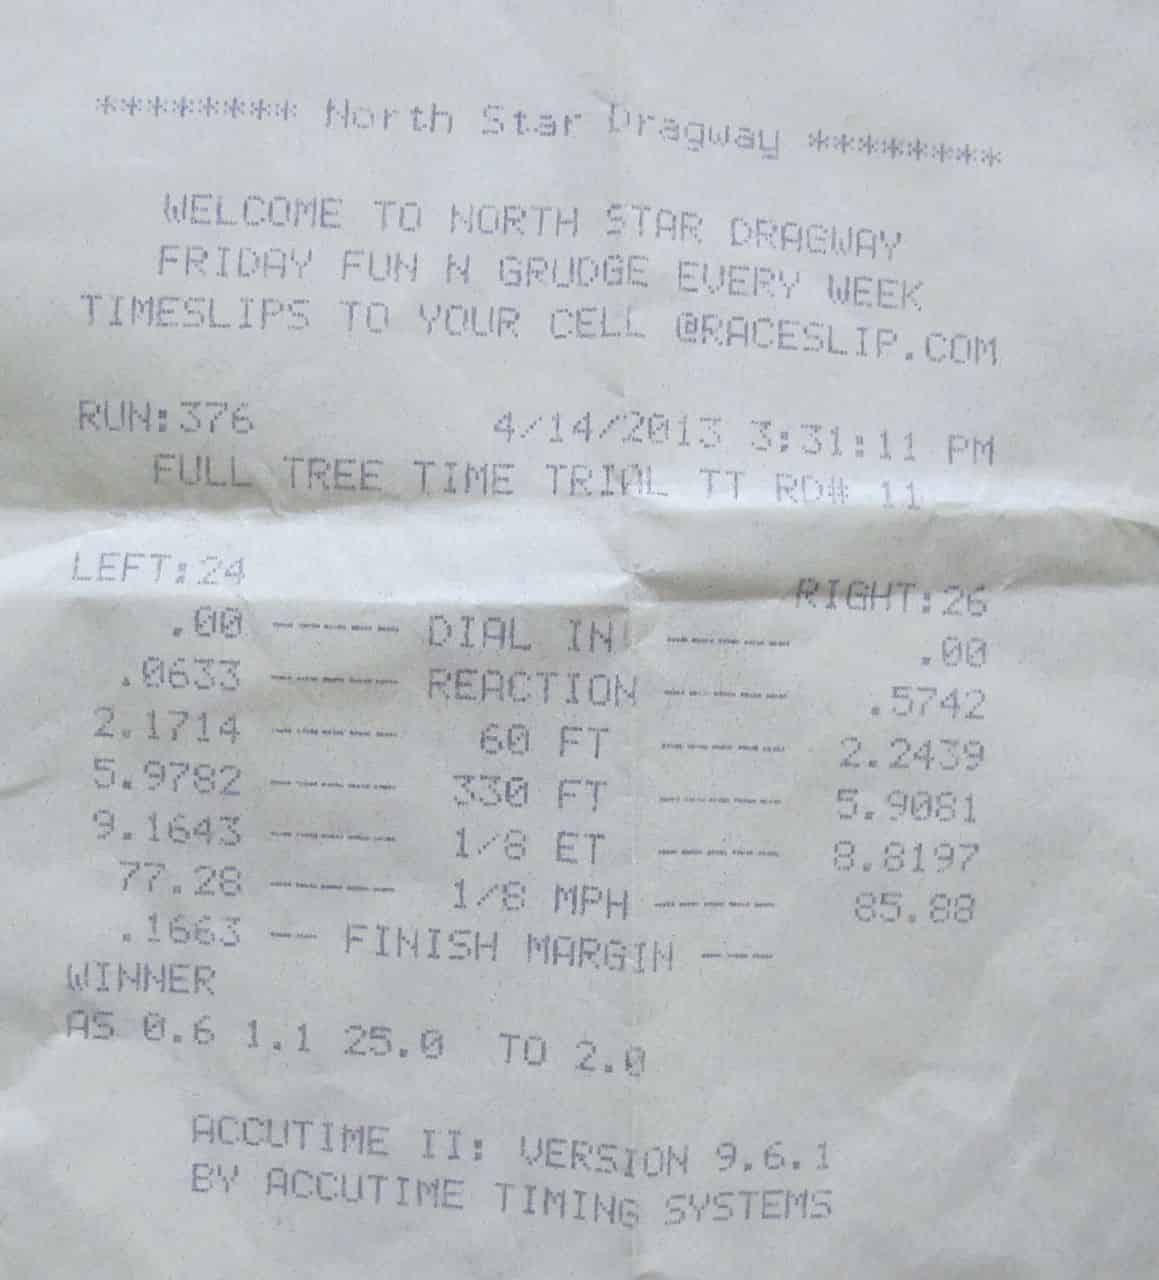 ******** North Star Dragway ********
WELCOME TO NORTH STAR DRAGWAY
FRIDAY FUN N GRUDGE EVERY WEEK
TIMESLIPS TO YOUR CELL @RACESLIP.COM
RUN:376 4/14/2013 3:31:11 PM
FULL TREE TIME TRIAL TT RD# 11
LEFT:24 RIGHT:26
.00 ----- DIAL IN ----- .00
.0633 ----- REACTION ----- .5742
2.1714 ----- 60 FT ----- 2.2439
5.9782 ----- 330 FT ----- 5.9081
9.1643 ----- 1/8 ET ----- 8.8197
77.28 ----- 1/8 MPH ----- 85.88
.1663 -- FINISH MARGIN ---
WINNER
AS 0.6 1.1 25.0 TO 2.0
ACCUTIME II: VERSION 9.6.1
BY ACCUTIME TIMING SYSTEMS